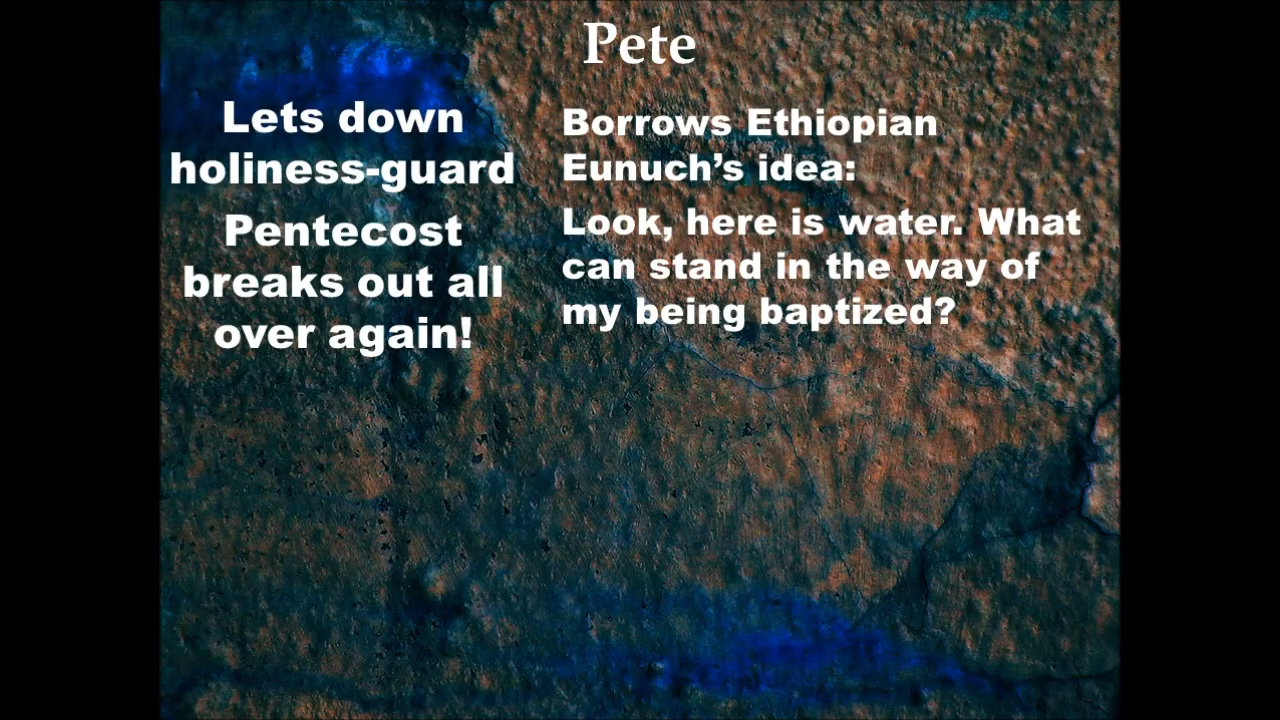 Pete
Lets down
holiness-guard
Pentecost
breaks out all
over again!
Borrows Ethiopian
Eunuch’s idea:
Look, here is water. What
can stand in the way of
my being baptized?